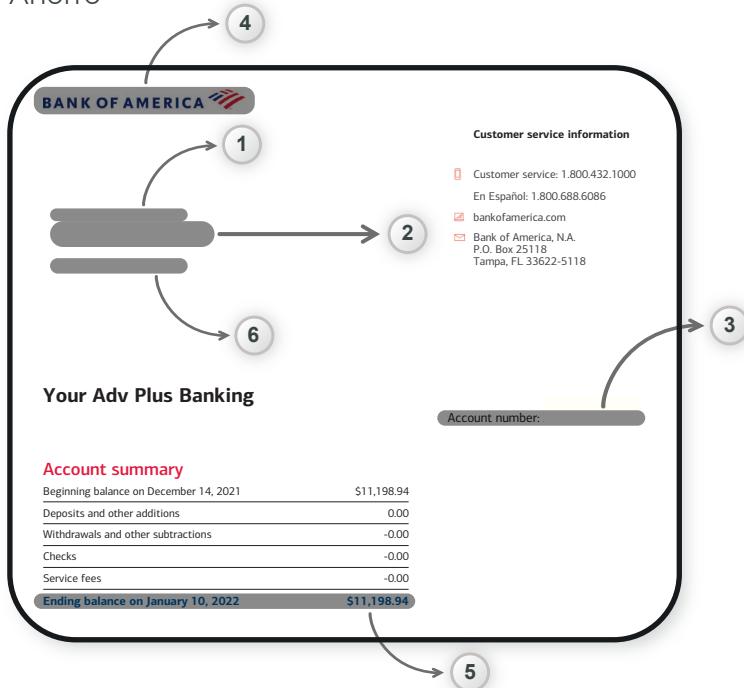 4
BANK OF AMERICA
1
Customer service information
Customer service: 1.800.432.1000
En Español: 1.800.688.6086
bankofamerica.com
2
Bank of America, N.A.
P.O. Box 25118
Tampa, FL 33622-5118
6
3
Your Adv Plus Banking
Account number:
Account summary
Beginning balance on December 14, 2021 $11,198.94
Deposits and other additions 0.00
Withdrawals and other subtractions -0.00
Checks -0.00
Service fees -0.00
Ending balance on January 10, 2022 $11,198.94
5